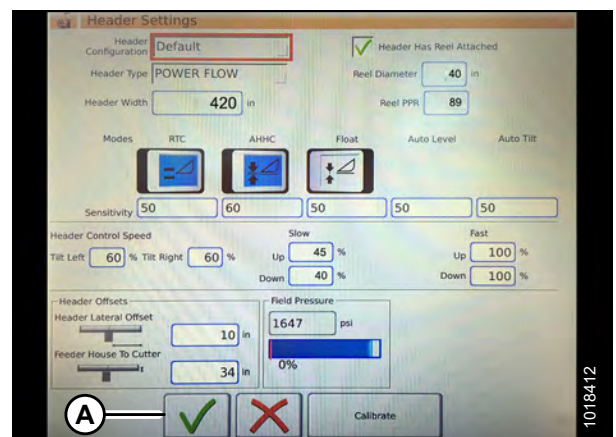 Header Settings
Header Configuration Default
Header Has Reel Attached
Header Type POWER FLOW
Reel Diameter 40 in
Header Width 420 in
Reel PPR 89
Modes RTC AHHC Float Auto Level Auto Tilt
Sensitivity 50 60 50 50 50
Header Control Speed
Slow Fast
Tilt Left 60 % Tilt Right 60 % Up 45 % Up 100 %
Down 40 % Down 100 %
Header Offsets Field Pressure
Header Lateral Offset
10 in
1647 psi
Feeder House To Cutter
34 in
0%
A
Calibrate
1018412